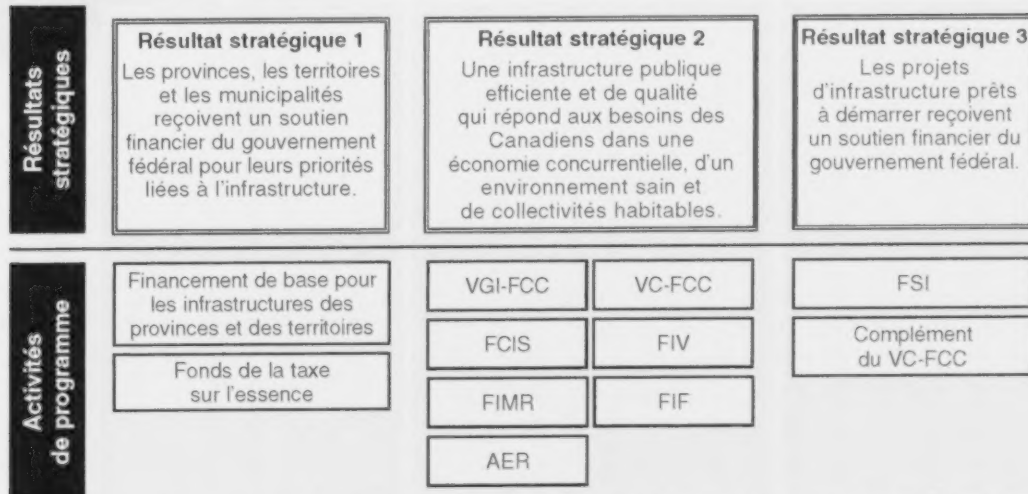 Résultats
stratégiques
Résultat stratégique 1
Les provinces, les territoires
et les municipalités
reçoivent un soutien
financier du gouvernement
fédéral pour leurs priorités
liées à l'infrastructure.
Résultat stratégique 2
Une infrastructure publique
efficiente et de qualité
qui répond aux besoins des
Canadiens dans une
économie concurrentielle, d'un
environnement sain et
de collectivités habitables.
Résultat stratégique 3
Les projets
d'infrastructure prêts
à démarrer reçoivent
un soutien financier du
gouvernement fédéral.
Activités
de programme
Financement de base pour
les infrastructures des
provinces et des territoires
Fonds de la taxe
sur l'essence
VGI-FCC
VC-FCC
FCIS
FIV
FIMR
FIF
AER
FSI
Complément
du VC-FCC